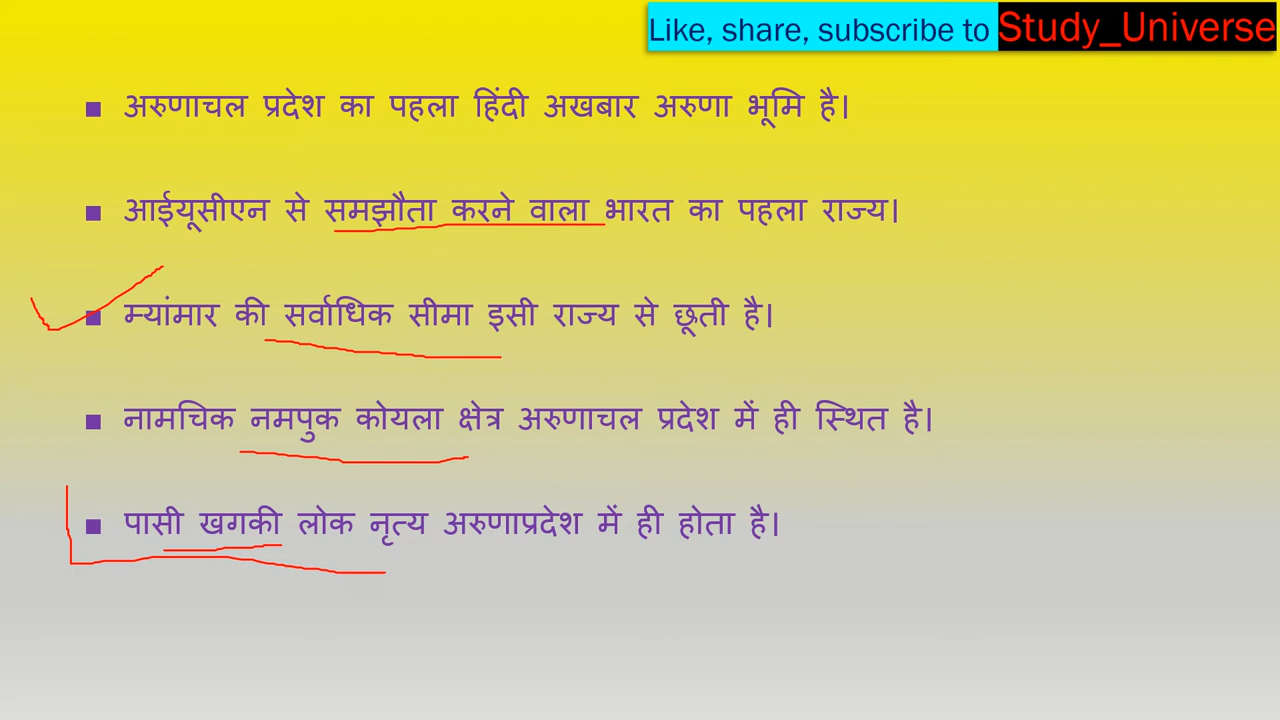 Like, share, subscribe to Study_Universe
▪ अरुणाचल प्रदेश का पहला हिंदी अखबार अरुणा भूमि है।
▪ आईयूसीएन से समझौता करने वाला भारत का पहला राज्य।
▪ म्यांमार की सर्वाधिक सीमा इसी राज्य से छूती है।
▪ नामचिक नमपुक कोयला क्षेत्र अरुणाचल प्रदेश में ही स्थित है।
▪ पासी खगकी लोक नृत्य अरुणाप्रदेश में ही होता है।